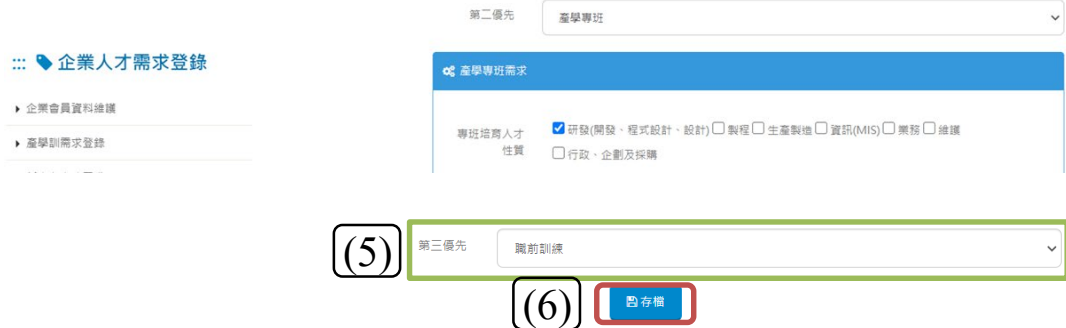 第二優先 產學專班
::: 企業人才需求登錄
產學專班需求
企業會員資料維護
專班培育人才性質 研發(開發、程式設計、設計) 製程 生產製造 資訊(MIS) 業務 維護
行政、企劃及採購
產學訓需求登錄
(5) 第三優先 職前訓練
(6) 存檔